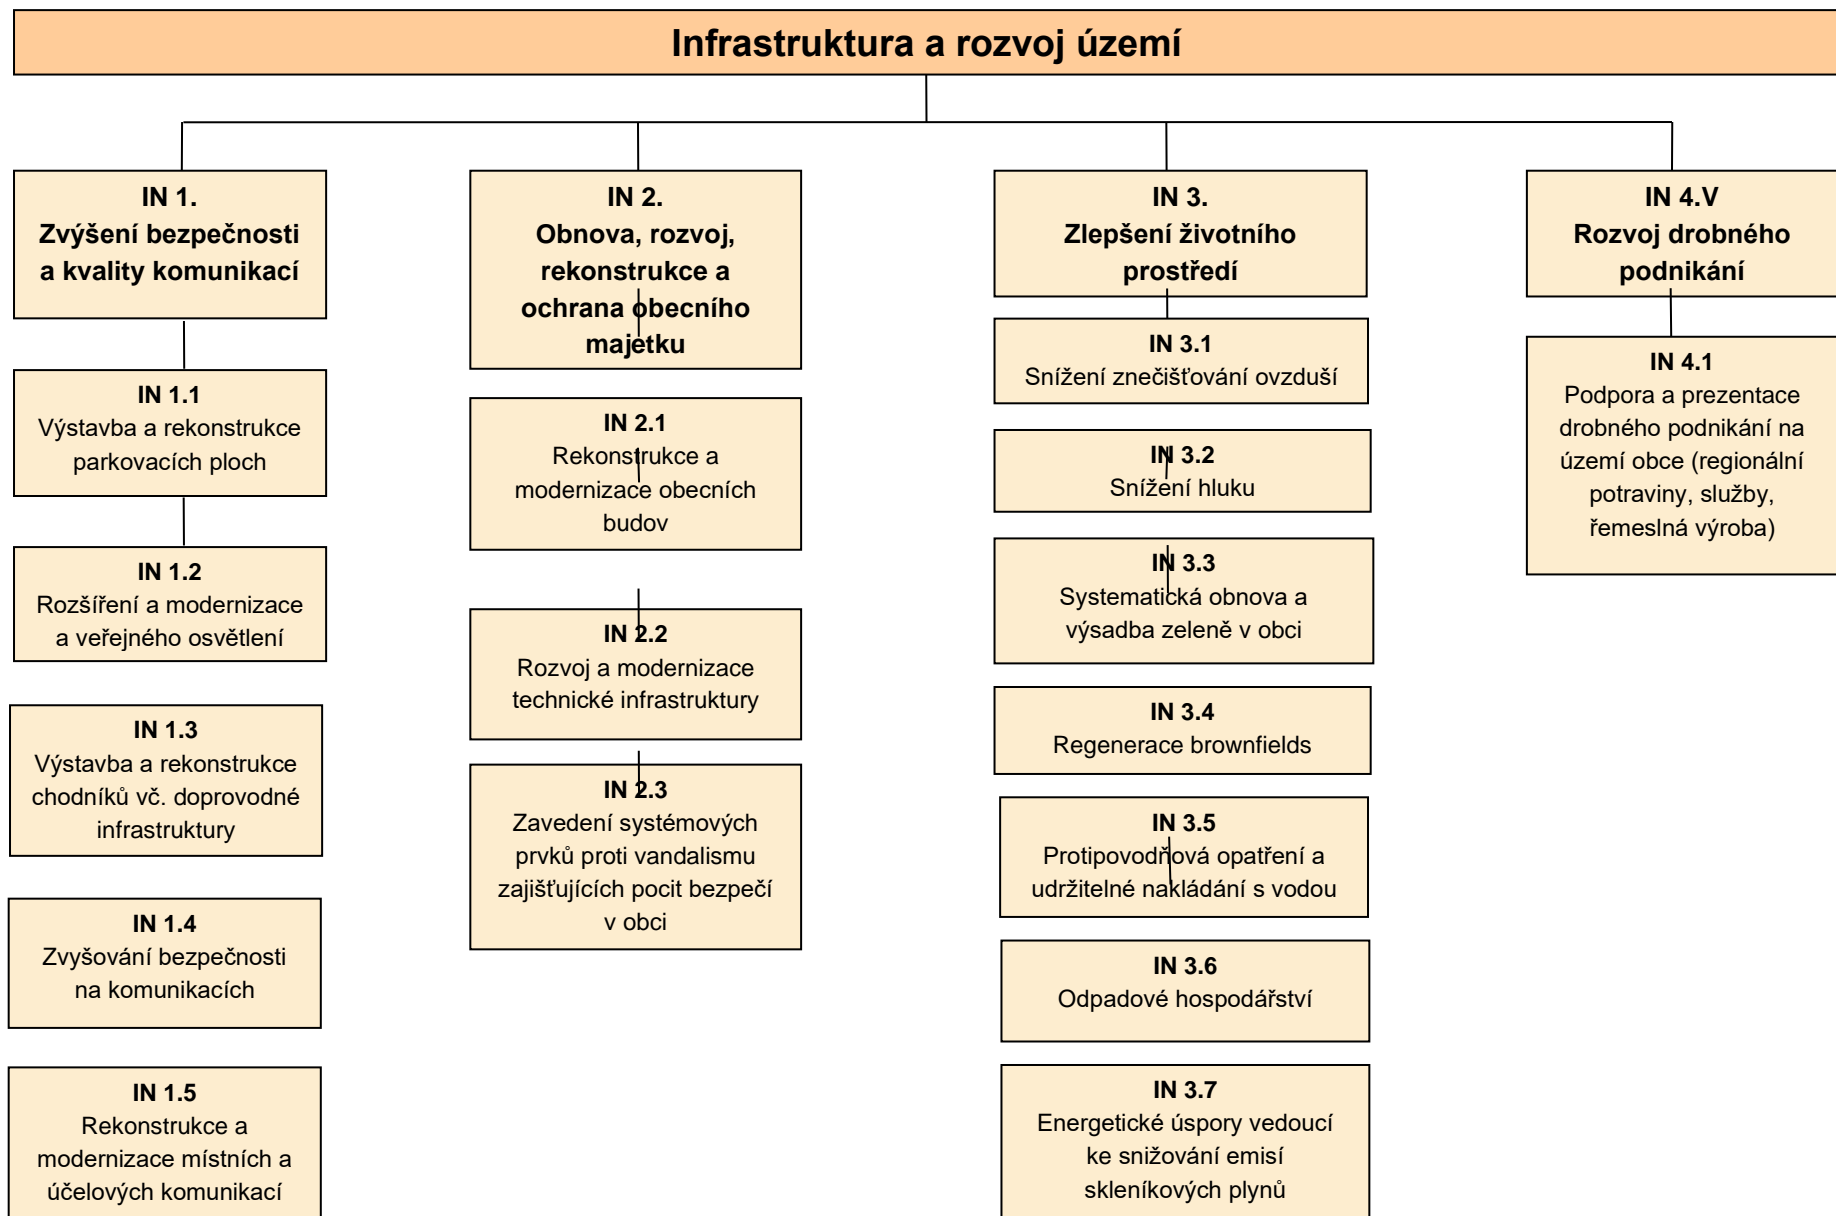 Infrastruktura a rozvoj území
IN 1.
Zvýšení bezpečnosti
a kvality komunikací
IN 1.1
Výstavba a rekonstrukce
parkovacích ploch
IN 1.2
Rozšíření a modernizace
a veřejného osvětlení
IN 1.3
Výstavba a rekonstrukce
chodníků vč. doprovodné
infrastruktury
IN 1.4
Zvyšování bezpečnosti
na komunikacích
IN 1.5
Rekonstrukce a
modernizace místních a
účelových komunikací
IN 2.
Obnova, rozvoj,
rekonstrukce a
ochrana obecního
majetku
IN 2.1
Rekonstrukce a
modernizace obecních
budov
IN 2.2
Rozvoj a modernizace
technické infrastruktury
IN 2.3
Zavedení systémových
prvků proti vandalismu
zajišťujících pocit bezpečí
v obci
IN 3.
Zlepšení životního
prostředí
IN 3.1
Snížení znečišťování ovzduší
IN 3.2
Snížení hluku
IN 3.3
Systematická obnova a
výsadba zeleně v obci
IN 3.4
Regenerace brownfields
IN 3.5
Protipovodňová opatření a
udržitelné nakládání s vodou
IN 3.6
Odpadové hospodářství
IN 3.7
Energetické úspory vedoucí
ke snižování emisí
skleníkových plynů
IN 4.V
Rozvoj drobného
podnikání
IN 4.1
Podpora a prezentace
drobného podnikání na
území obce (regionální
potraviny, služby,
řemeslná výroba)